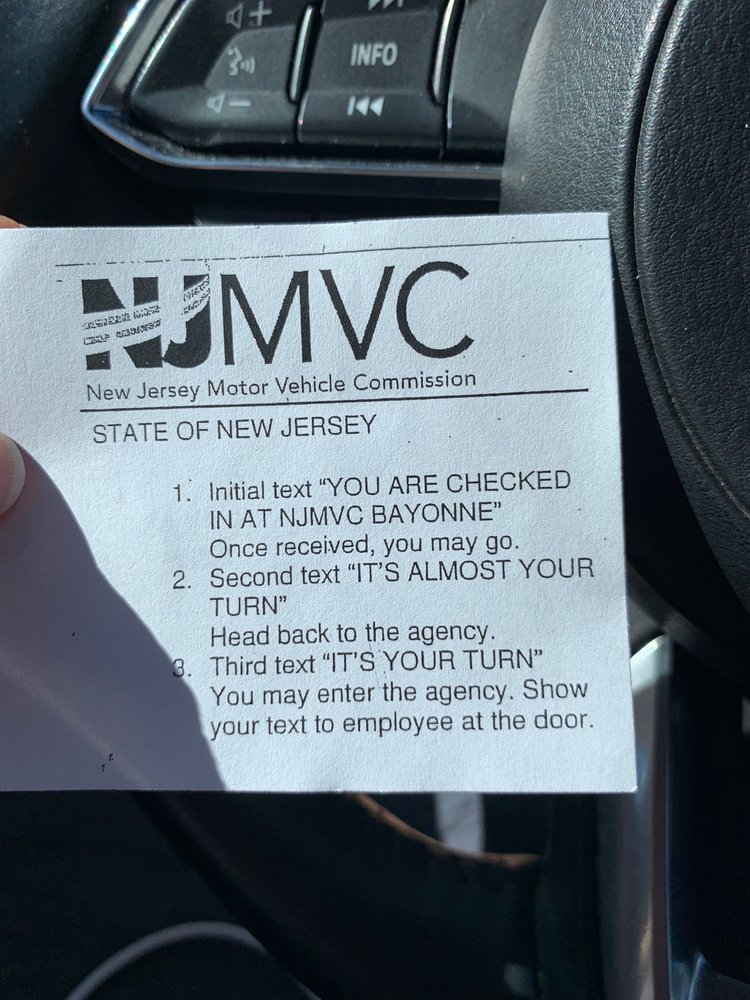 INFO
NJMVC
New Jersey Motor Vehicle Commission
STATE OF NEW JERSEY
1. Initial text “YOU ARE CHECKED
IN AT NJMVC BAYONNE”
Once received, you may go.
2. Second text “IT'S ALMOST YOUR
TURN”
Head back to the agency.
3. Third text “IT'S YOUR TURN”
You may enter the agency. Show
your text to employee at the door.